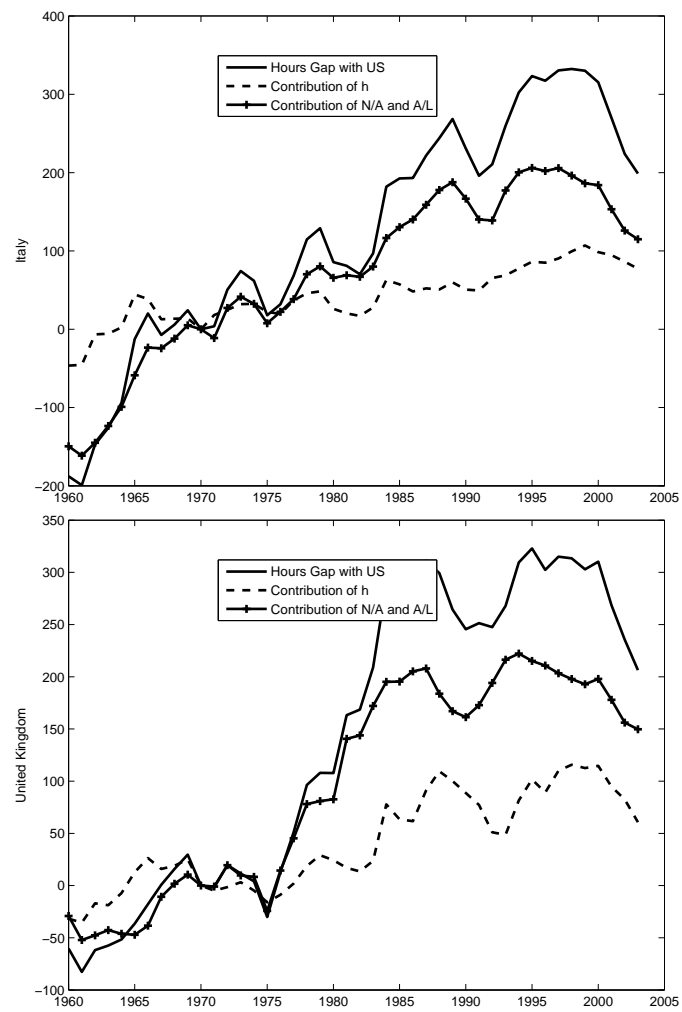 400
300
200
100
0
−100
−200
Italy
Hours Gap with US
Contribution of h
Contribution of N/A and A/L
1960 1965 1970 1975 1980 1985 1990 1995 2000 2005
350
300
250
200
150
100
50
0
−50
−100
United Kingdom
Hours Gap with US
Contribution of h
Contribution of N/A and A/L
1960 1965 1970 1975 1980 1985 1990 1995 2000 2005